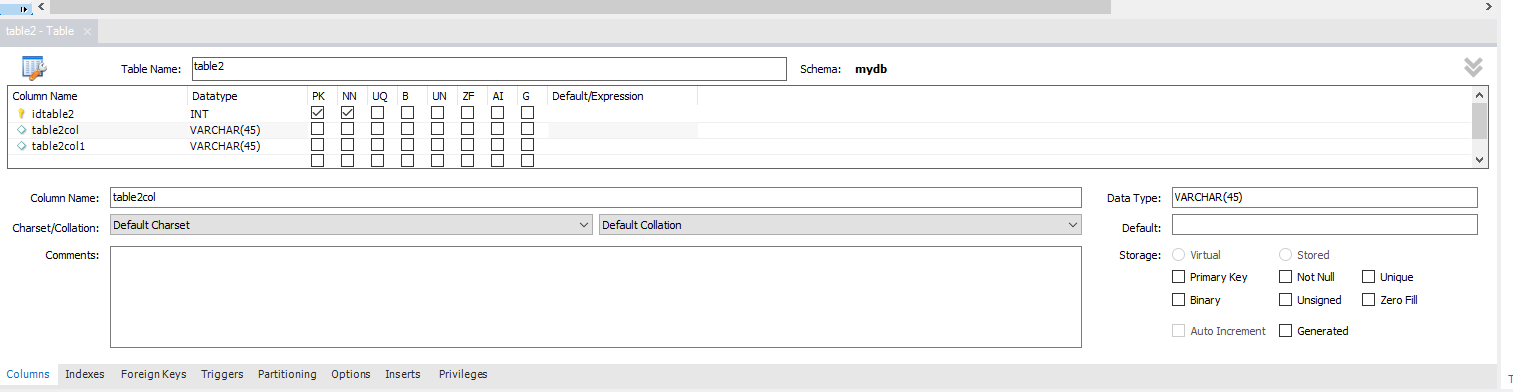 table2 - Table
Table Name: table2 Schema: mydb
Column Name Datatype PK NN UQ B UN ZF AI G Default/Expression
idtable2 INT
table2col VARCHAR(45)
table2col1 VARCHAR(45)
Column Name: table2col Data Type: VARCHAR(45)
Charset/Collation: Default Charset Default Collation Default:
Comments: Storage: Virtual Stored
Primary Key Not Null Unique
Binary Unsigned Zero Fill
Auto Increment Generated
Columns Indexes Foreign Keys Triggers Partitioning Options Inserts Privileges